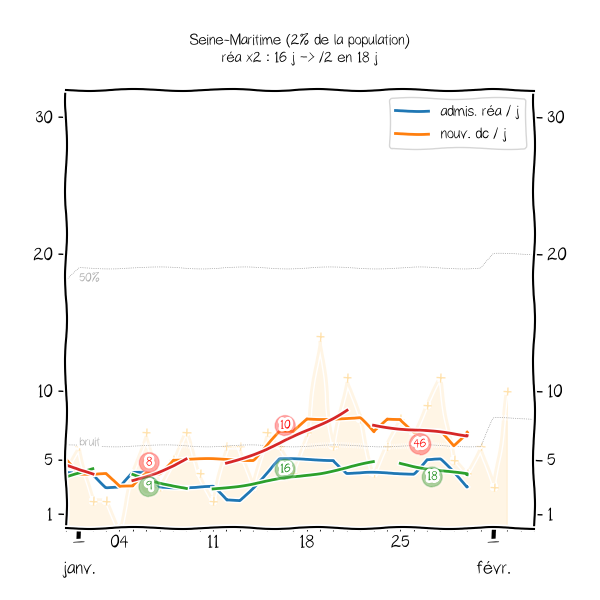 Seine-Maritime (2% de la population)
réa x2 : 16 j -> /2 en 18 j
admis. réa / j
nouv. dc / j
30 30
20 20
50%
10 10
10
bruit
46
8
5 5
16
18
9
1 1
1 04 11 18 25 1
janv. févr.